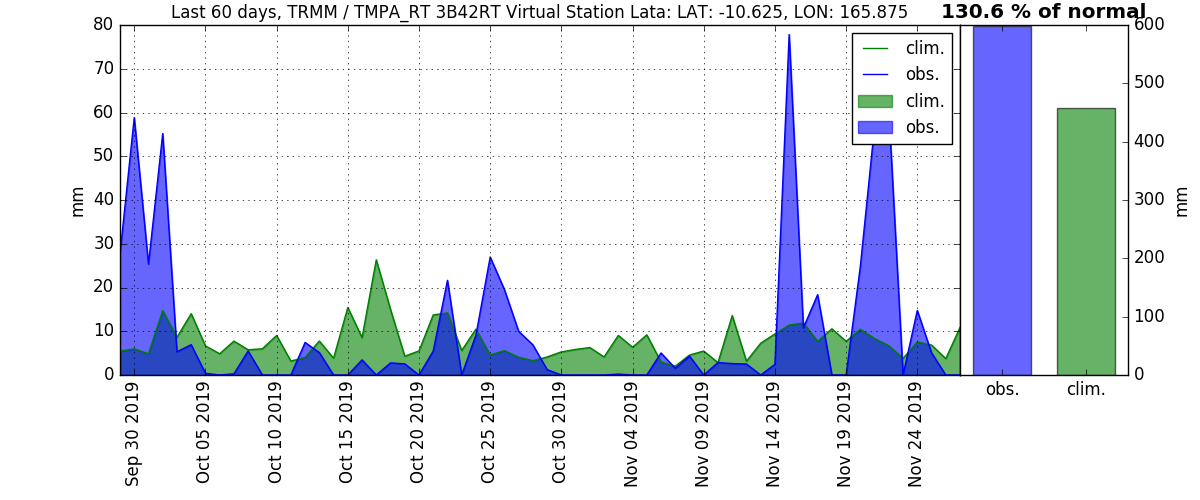 Last 60 days, TRMM / TMPA_RT 3B42RT Virtual Station Lata: LAT: -10.625, LON: 165.875
130.6 % of normal
80
70
60
50
40
30
20
10
0
mm
clim.
obs.
clim.
obs.
600
500
400
300
200
100
0
mm
obs.
clim.
Sep 30 2019
Oct 05 2019
Oct 10 2019
Oct 15 2019
Oct 20 2019
Oct 25 2019
Oct 30 2019
Nov 04 2019
Nov 09 2019
Nov 14 2019
Nov 19 2019
Nov 24 2019